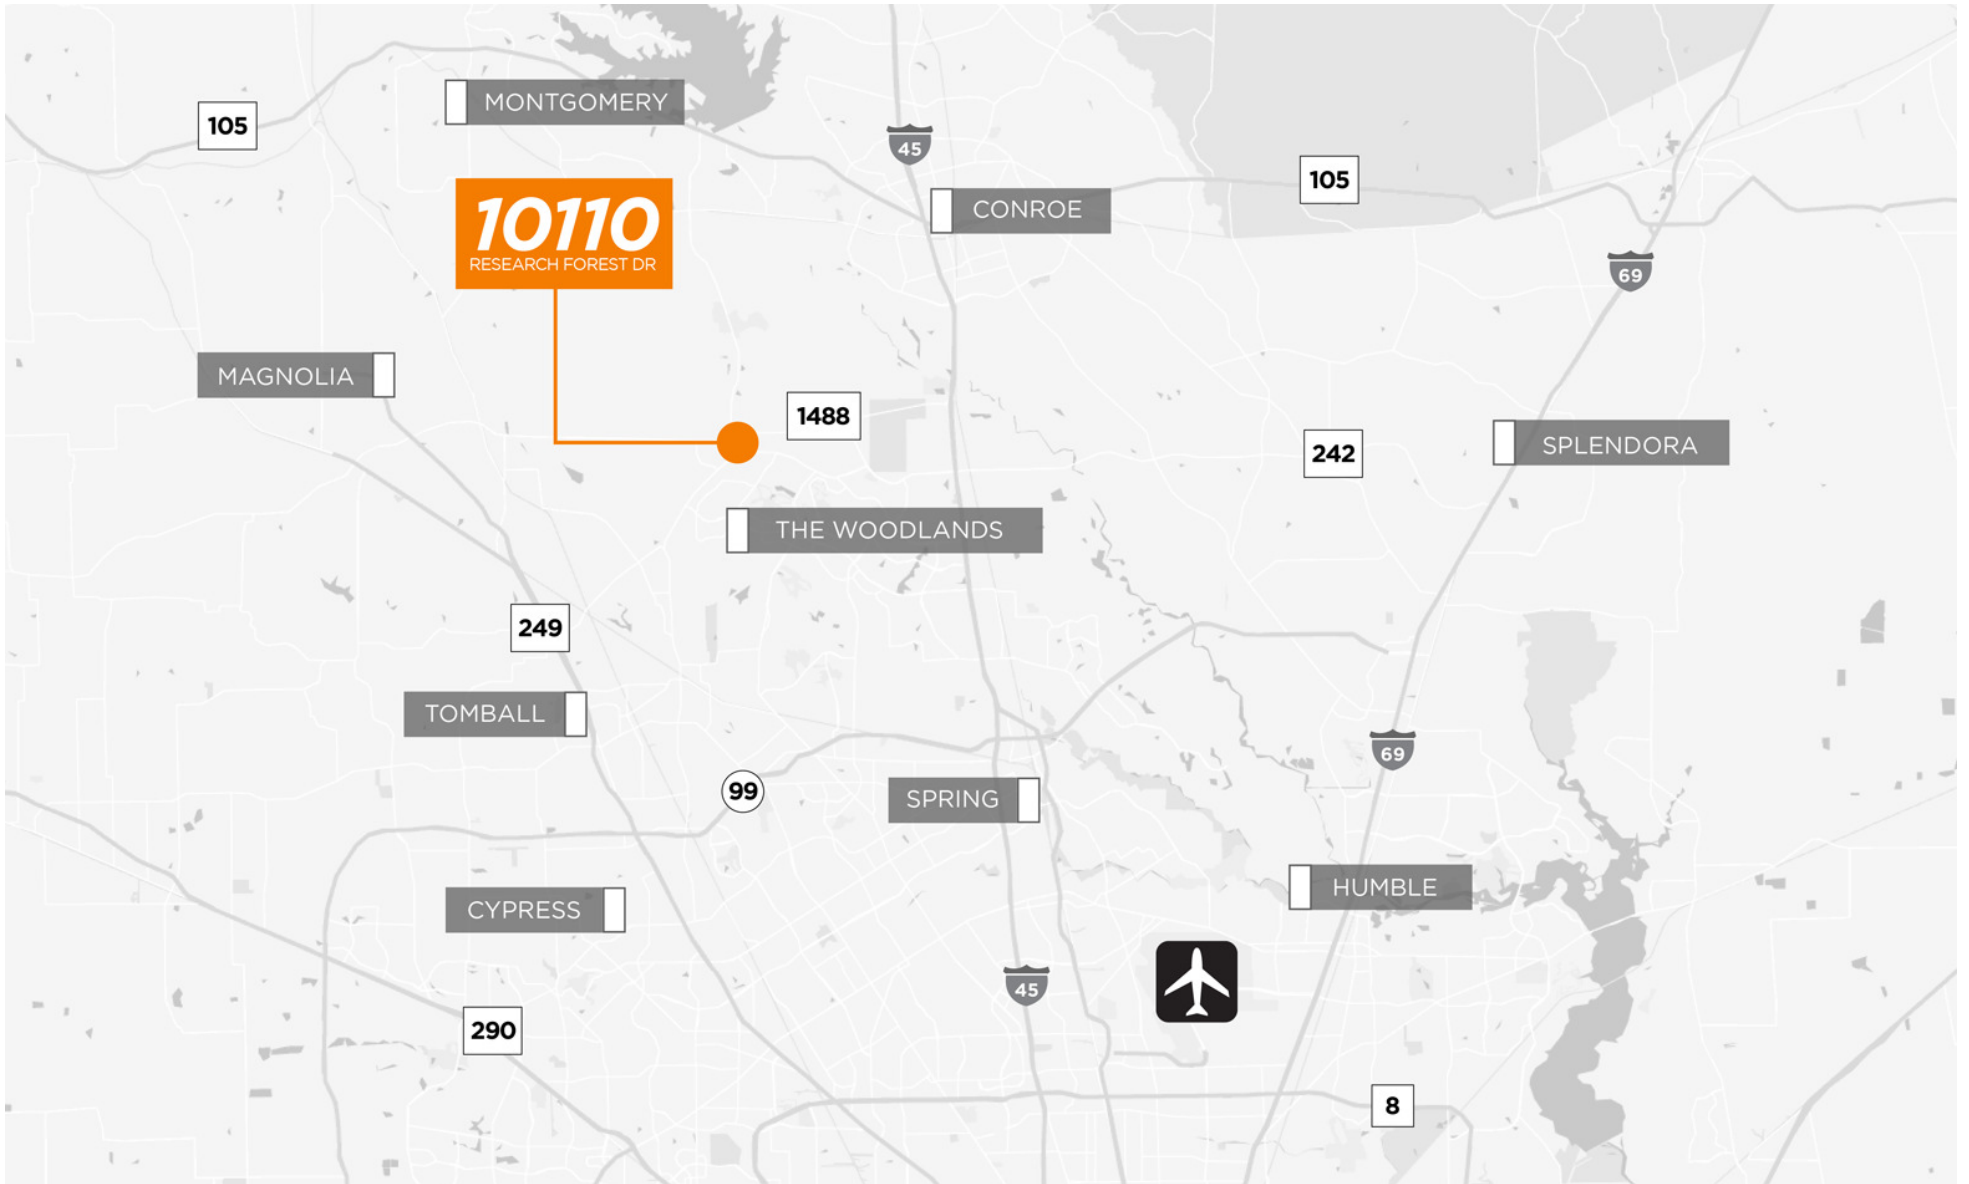 MONTGOMERY
105
45
105
10110
RESEARCH FOREST DR
CONROE
69
MAGNOLIA
1488
242
SPLENDORA
THE WOODLANDS
249
TOMBALL
69
99
SPRING
HUMBLE
CYPRESS
45
290
8